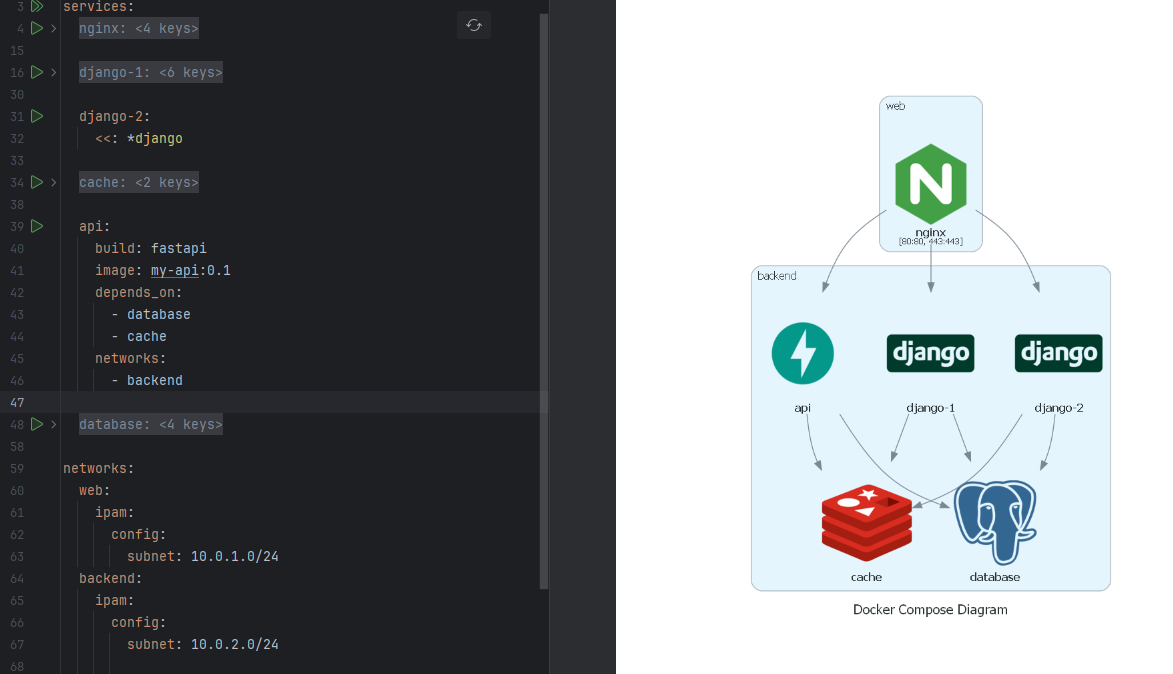 3 services:
4 nginx: <4 keys>
15
16 django-1: <6 keys>
30
31 django-2:
32 <<: *django
33
34 cache: <2 keys>
38
39 api:
40 build: fastapi
41 image: my-api:0.1
42 depends_on:
43 - database
44 - cache
45 networks:
46 - backend
47
48 database: <4 keys>
58
59 networks:
60 web:
61 ipam:
62 config:
63 subnet: 10.0.1.0/24
64 backend:
65 ipam:
66 config:
67 subnet: 10.0.2.0/24
68
web
N
nginx
[80:80, 443:443]
backend
django
django
api
django-1
django-2
cache
database
Docker Compose Diagram